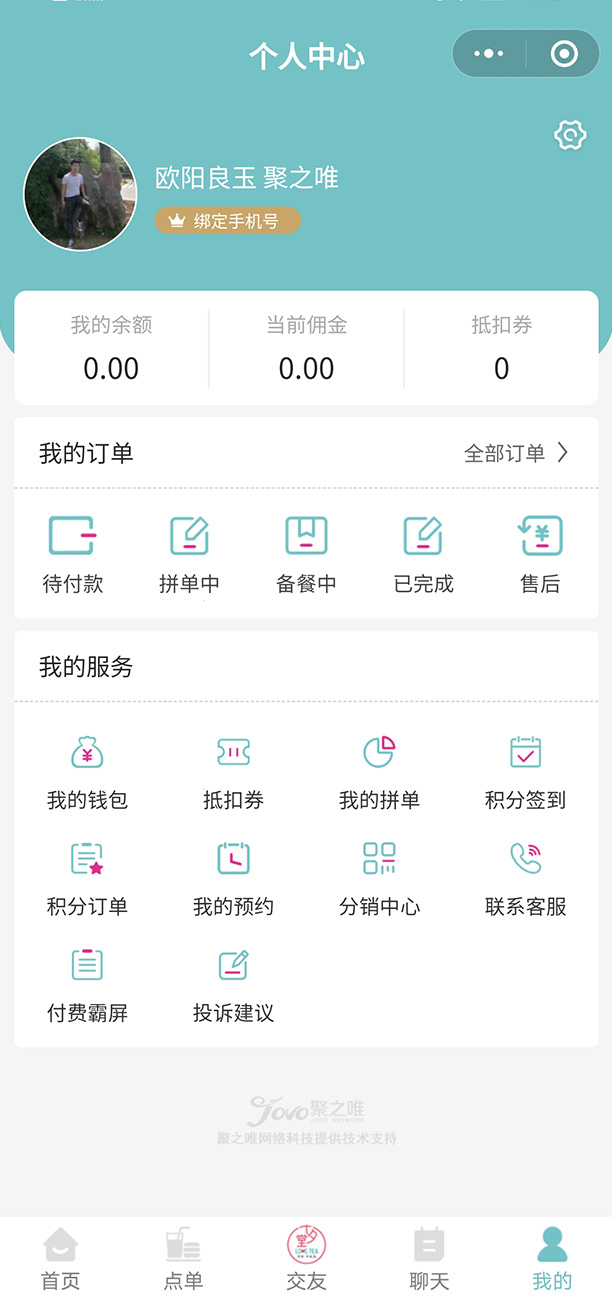 个人中心
欧阳良玉 聚之唯
绑定手机号
我的余额 当前佣金 抵扣券
0.00 0.00 0
我的订单 全部订单
待付款 拼单中 备餐中 已完成 售后
我的服务
我的钱包 抵扣券 我的拼单 积分签到
积分订单 我的预约 分销中心 联系客服
付费霸屏 投诉建议
Jovo 聚之唯
JOVO NETWORK
聚之唯网络科技提供技术支持
LOVE TEA
首页 点单 交友 聊天 我的